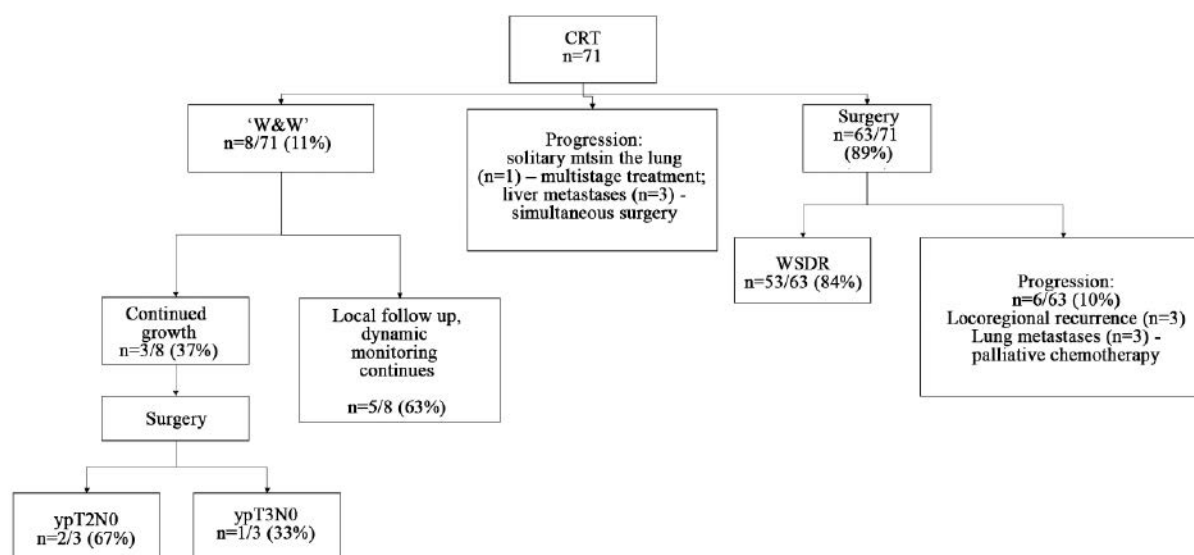 CRT
n=71
‘W&W’
n=8/71 (11%)
Progression:
solitary mtsin the lung
(n=1) – multistage treatment;
liver metastases (n=3) -
simultaneous surgery
Surgery
n=63/71
(89%)
Continued
growth
n=3/8 (37%)
Local follow up,
dynamic
monitoring
continues
n=5/8 (63%)
WSDR
n=53/63 (84%)
Progression:
n=6/63 (10%)
Locoregional recurrence (n=3)
Lung metastases (n=3) -
palliative chemotherapy
Surgery
ypT2N0
n=2/3 (67%)
ypT3N0
n=1/3 (33%)